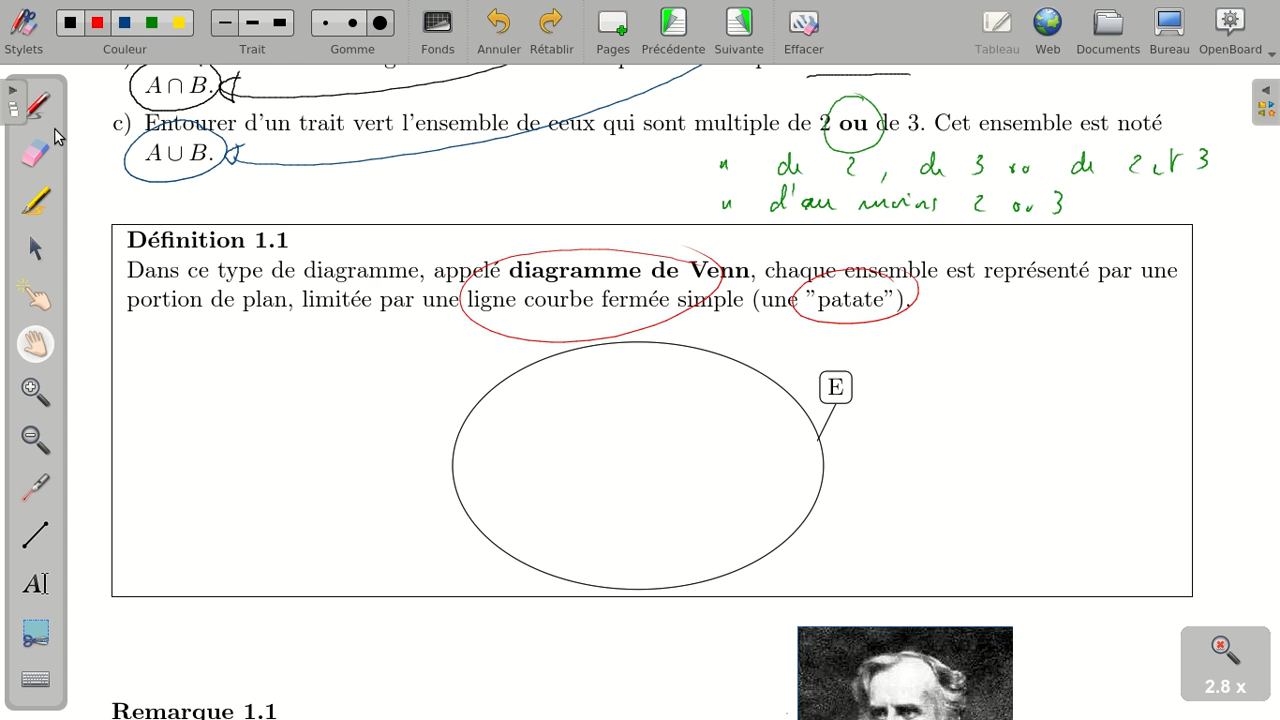 Stylets
Couleur
Trait
Gomme
Fonds
Annuler
Rétablir
Pages
Précédente
Suivante
Effacer
Tableau
Web
Documents
Bureau
OpenBoard
A ∩ B.
c) Entourer d'un trait vert l'ensemble de ceux qui sont multiple de 2 ou de 3. Cet ensemble est noté
A ∪ B.
" de 2, de 3 ou de 2 et 3
" d'au moins 2 ou 3
Définition 1.1
Dans ce type de diagramme, appelé diagramme de Venn, chaque ensemble est représenté par une
portion de plan, limitée par une ligne courbe fermée simple (une "patate").
E
A
2.8 x
Remarque 1.1